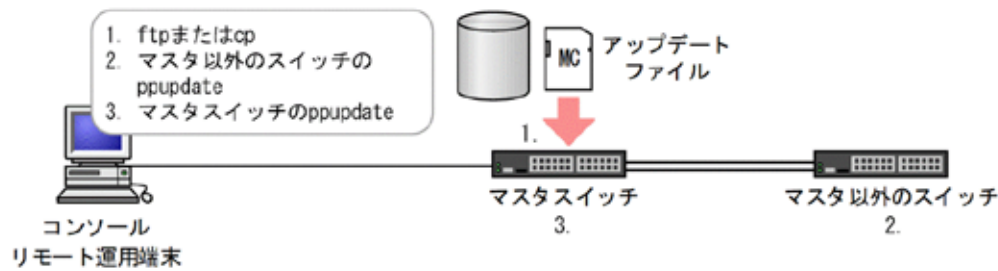 1. ftpまたはcp
2. マスタ以外のスイッチの
ppupdate
3. マスタスイッチのppupdate
MC
アップデート
ファイル
1.
マスタスイッチ
3.
マスタ以外のスイッチ
2.
コンソール
リモート運用端末